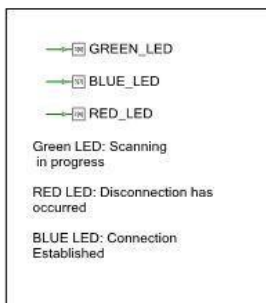 GREEN_LED
BLUE_LED
RED_LED
Green LED: Scanning
in progress
RED LED: Disconnection has
occurred
BLUE LED: Connection
Established